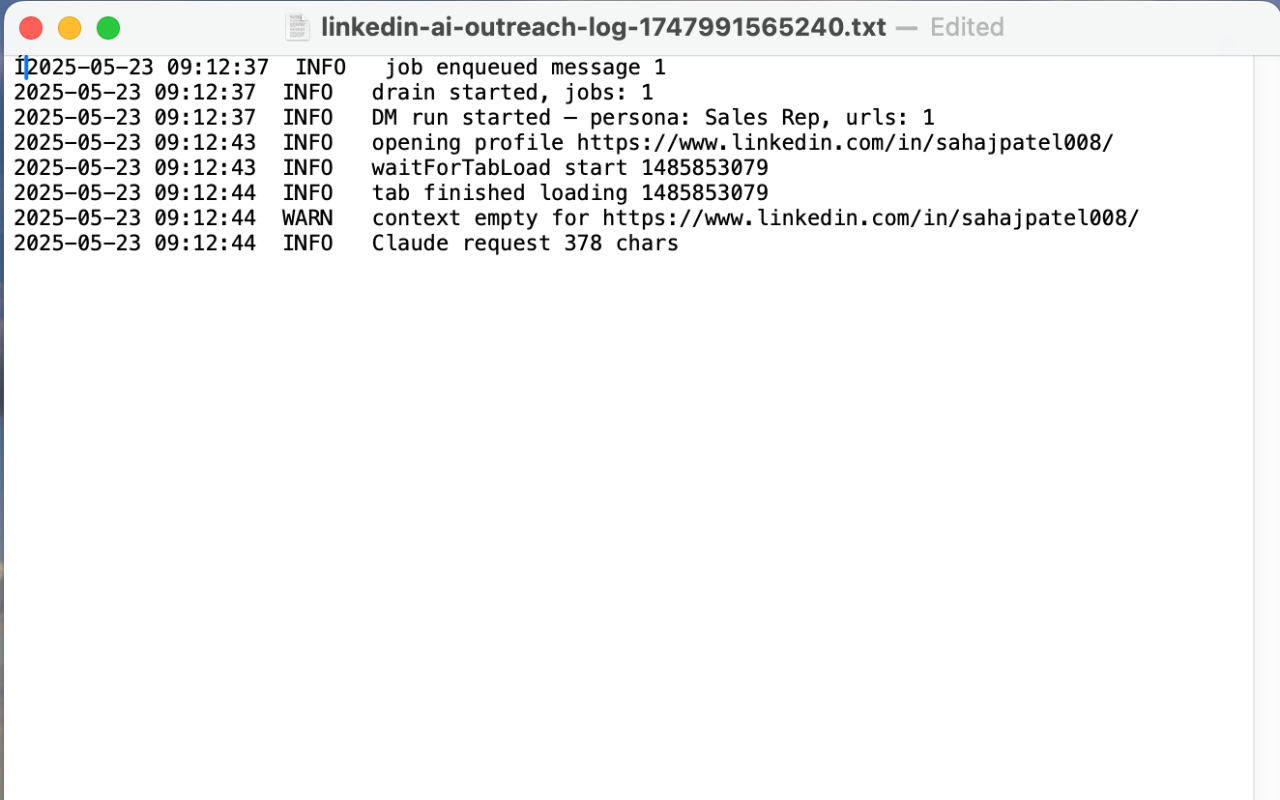 linkedin-ai-outreach-log-1747991565240.txt — Edited
Í2025-05-23 09:12:37  INFO   job enqueued message 1
2025-05-23 09:12:37  INFO   drain started, jobs: 1
2025-05-23 09:12:37  INFO   DM run started – persona: Sales Rep, urls: 1
2025-05-23 09:12:43  INFO   opening profile https://www.linkedin.com/in/sahajpatel008/
2025-05-23 09:12:43  INFO   waitForTabLoad start 1485853079
2025-05-23 09:12:44  INFO   tab finished loading 1485853079
2025-05-23 09:12:44  WARN   context empty for https://www.linkedin.com/in/sahajpatel008/
2025-05-23 09:12:44  INFO   Claude request 378 chars